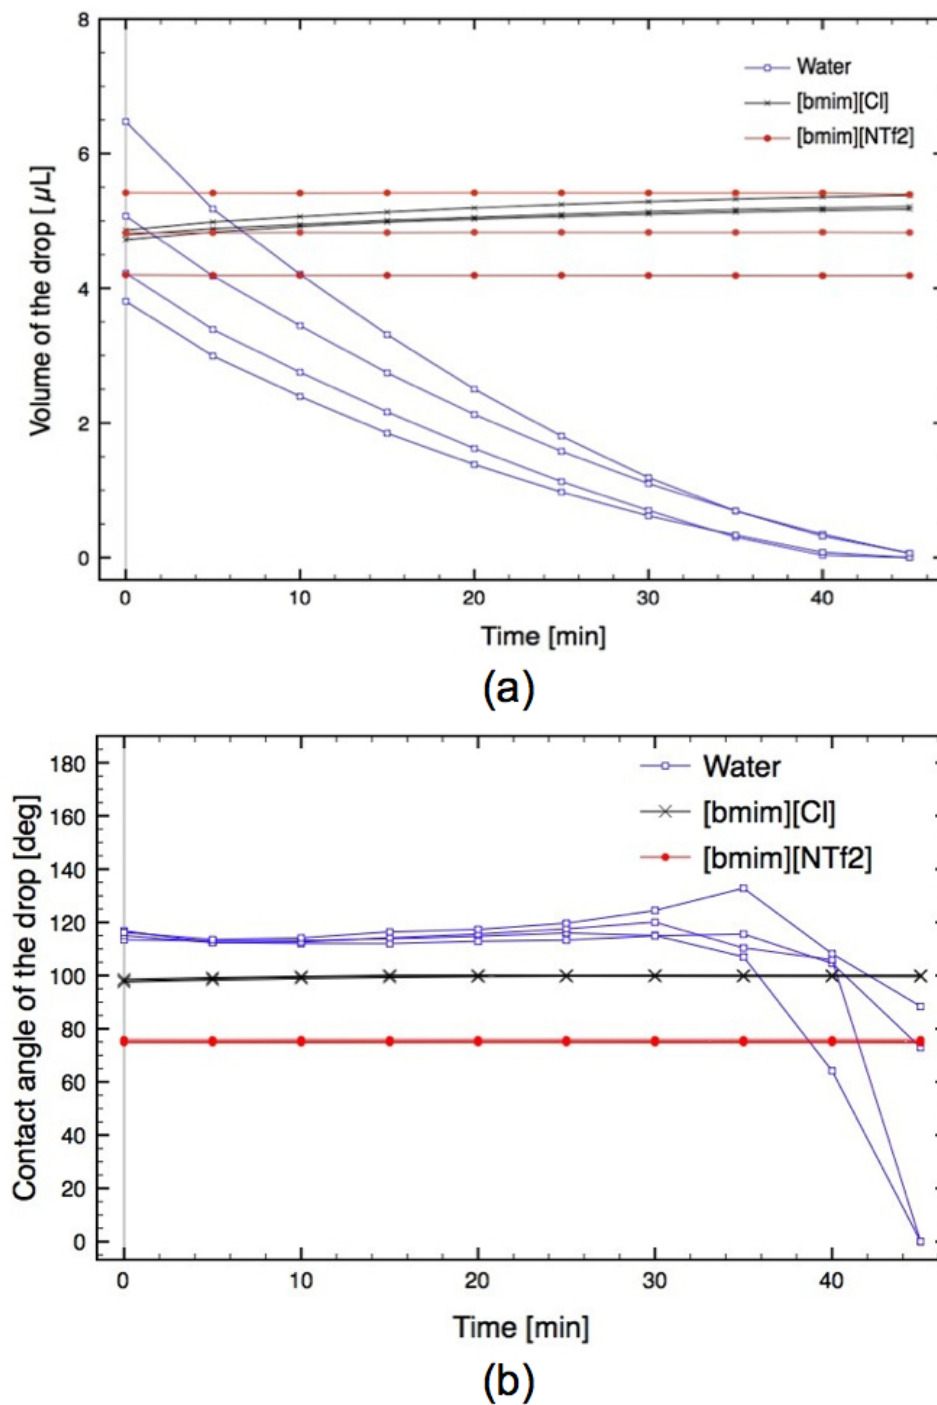 8
Water
[bmim][Cl]
[bmim][NTf2]
6
4
2
0
Volume of the drop [ μL]
0 10 20 30 40
Time [min]
(a)
180
Water
160
[bmim][Cl]
140
[bmim][NTf2]
120
100
80
60
40
20
0
Contact angle of the drop [deg]
0 10 20 30 40
Time [min]
(b)